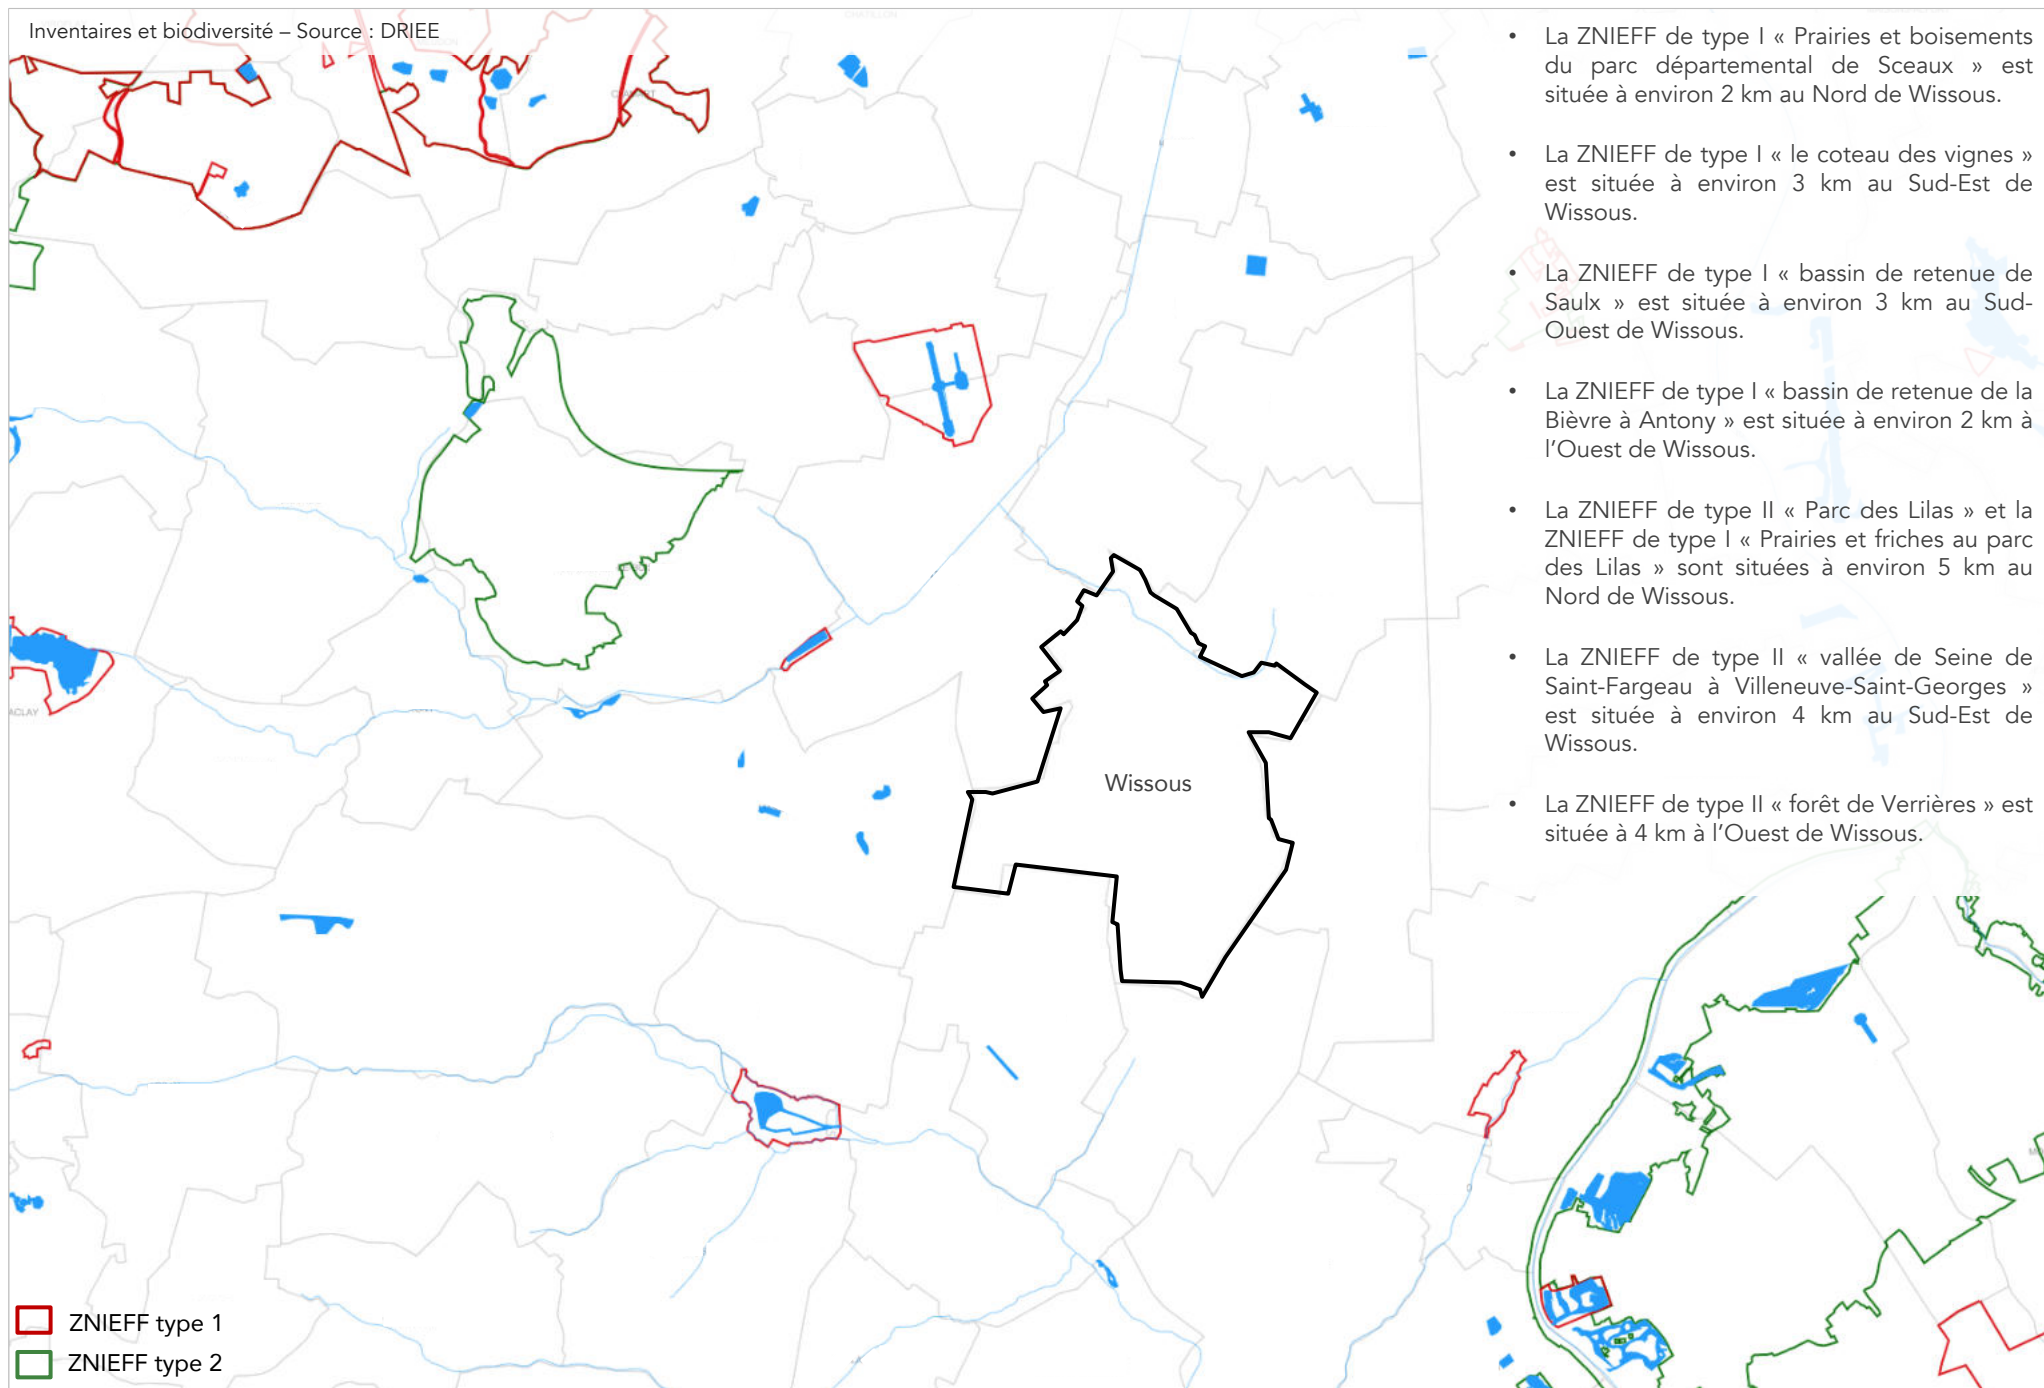 Inventaires et biodiversité – Source : DRIEE
• La ZNIEFF de type I « Prairies et boisements
du parc départemental de Sceaux » est
située à environ 2 km au Nord de Wissous.
• La ZNIEFF de type I « le coteau des vignes »
est située à environ 3 km au Sud-Est de
Wissous.
• La ZNIEFF de type I « bassin de retenue de
Saulx » est située à environ 3 km au Sud-
Ouest de Wissous.
• La ZNIEFF de type I « bassin de retenue de la
Bièvre à Antony » est située à environ 2 km à
l’Ouest de Wissous.
• La ZNIEFF de type II « Parc des Lilas » et la
ZNIEFF de type I « Prairies et friches au parc
des Lilas » sont situées à environ 5 km au
Nord de Wissous.
• La ZNIEFF de type II « vallée de Seine de
Saint-Fargeau à Villeneuve-Saint-Georges »
est située à environ 4 km au Sud-Est de
Wissous.
• La ZNIEFF de type II « forêt de Verrières » est
située à 4 km à l’Ouest de Wissous.
Wissous
ACLAY
ZNIEFF type 1
ZNIEFF type 2